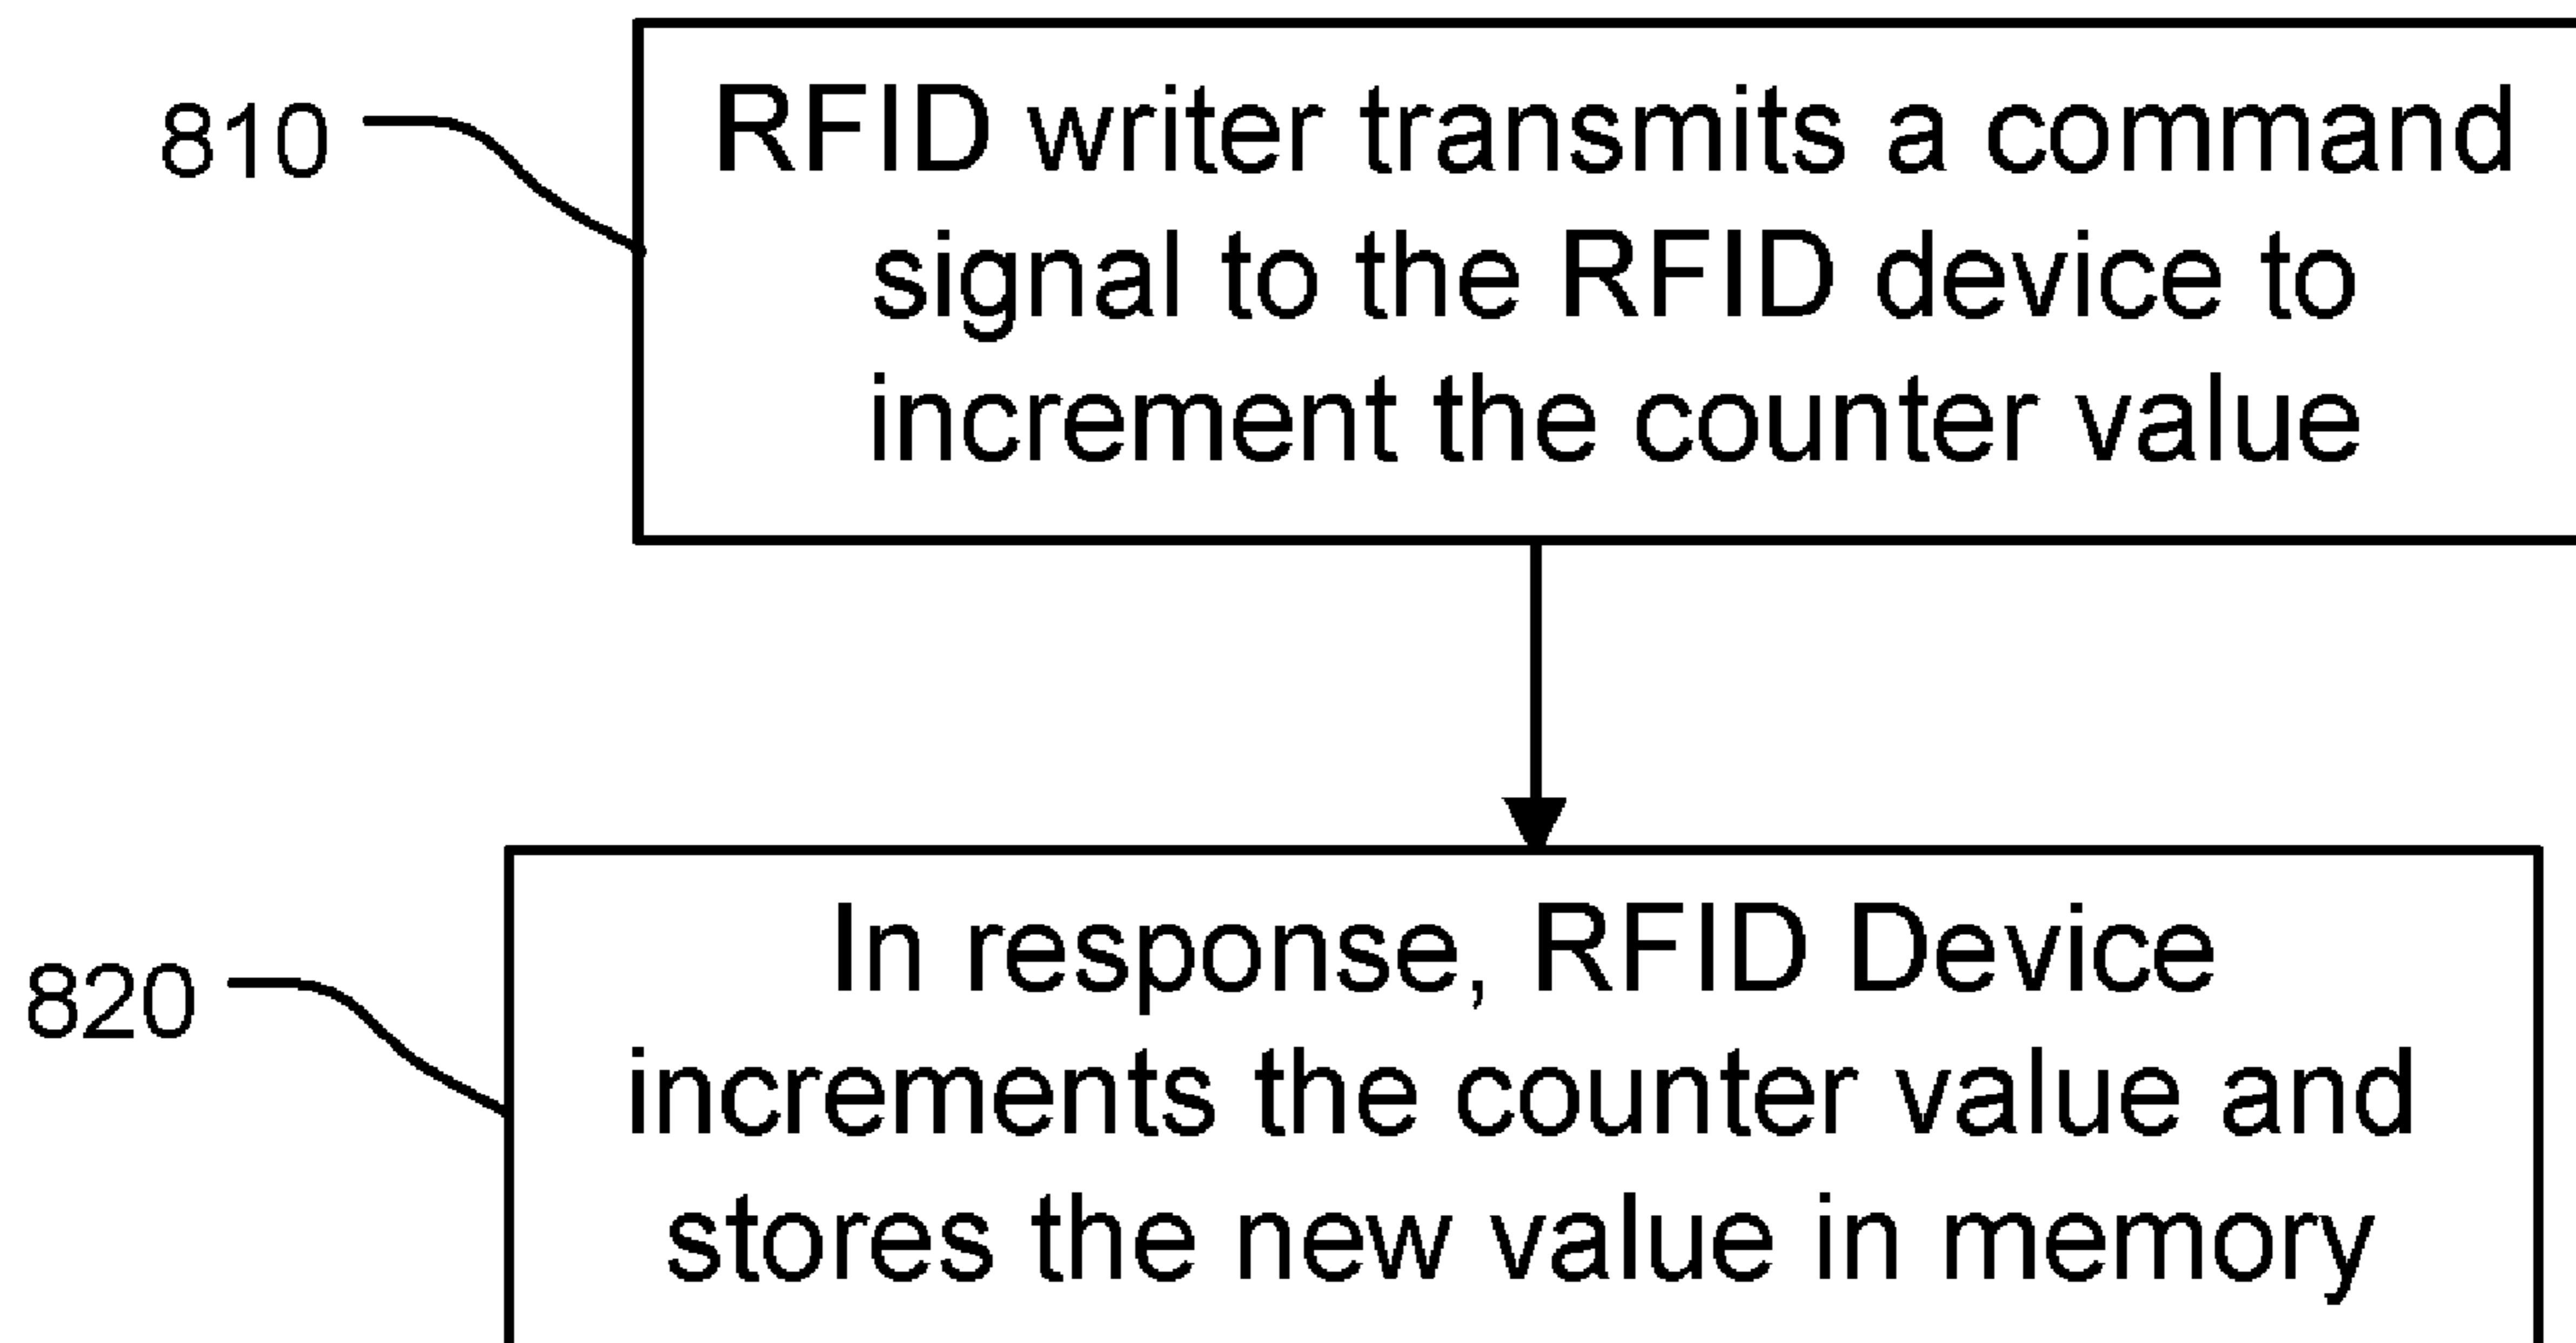 810
RFID writer transmits a command
signal to the RFID device to
increment the counter value
820
In response, RFID Device
increments the counter value and
stores the new value in memory